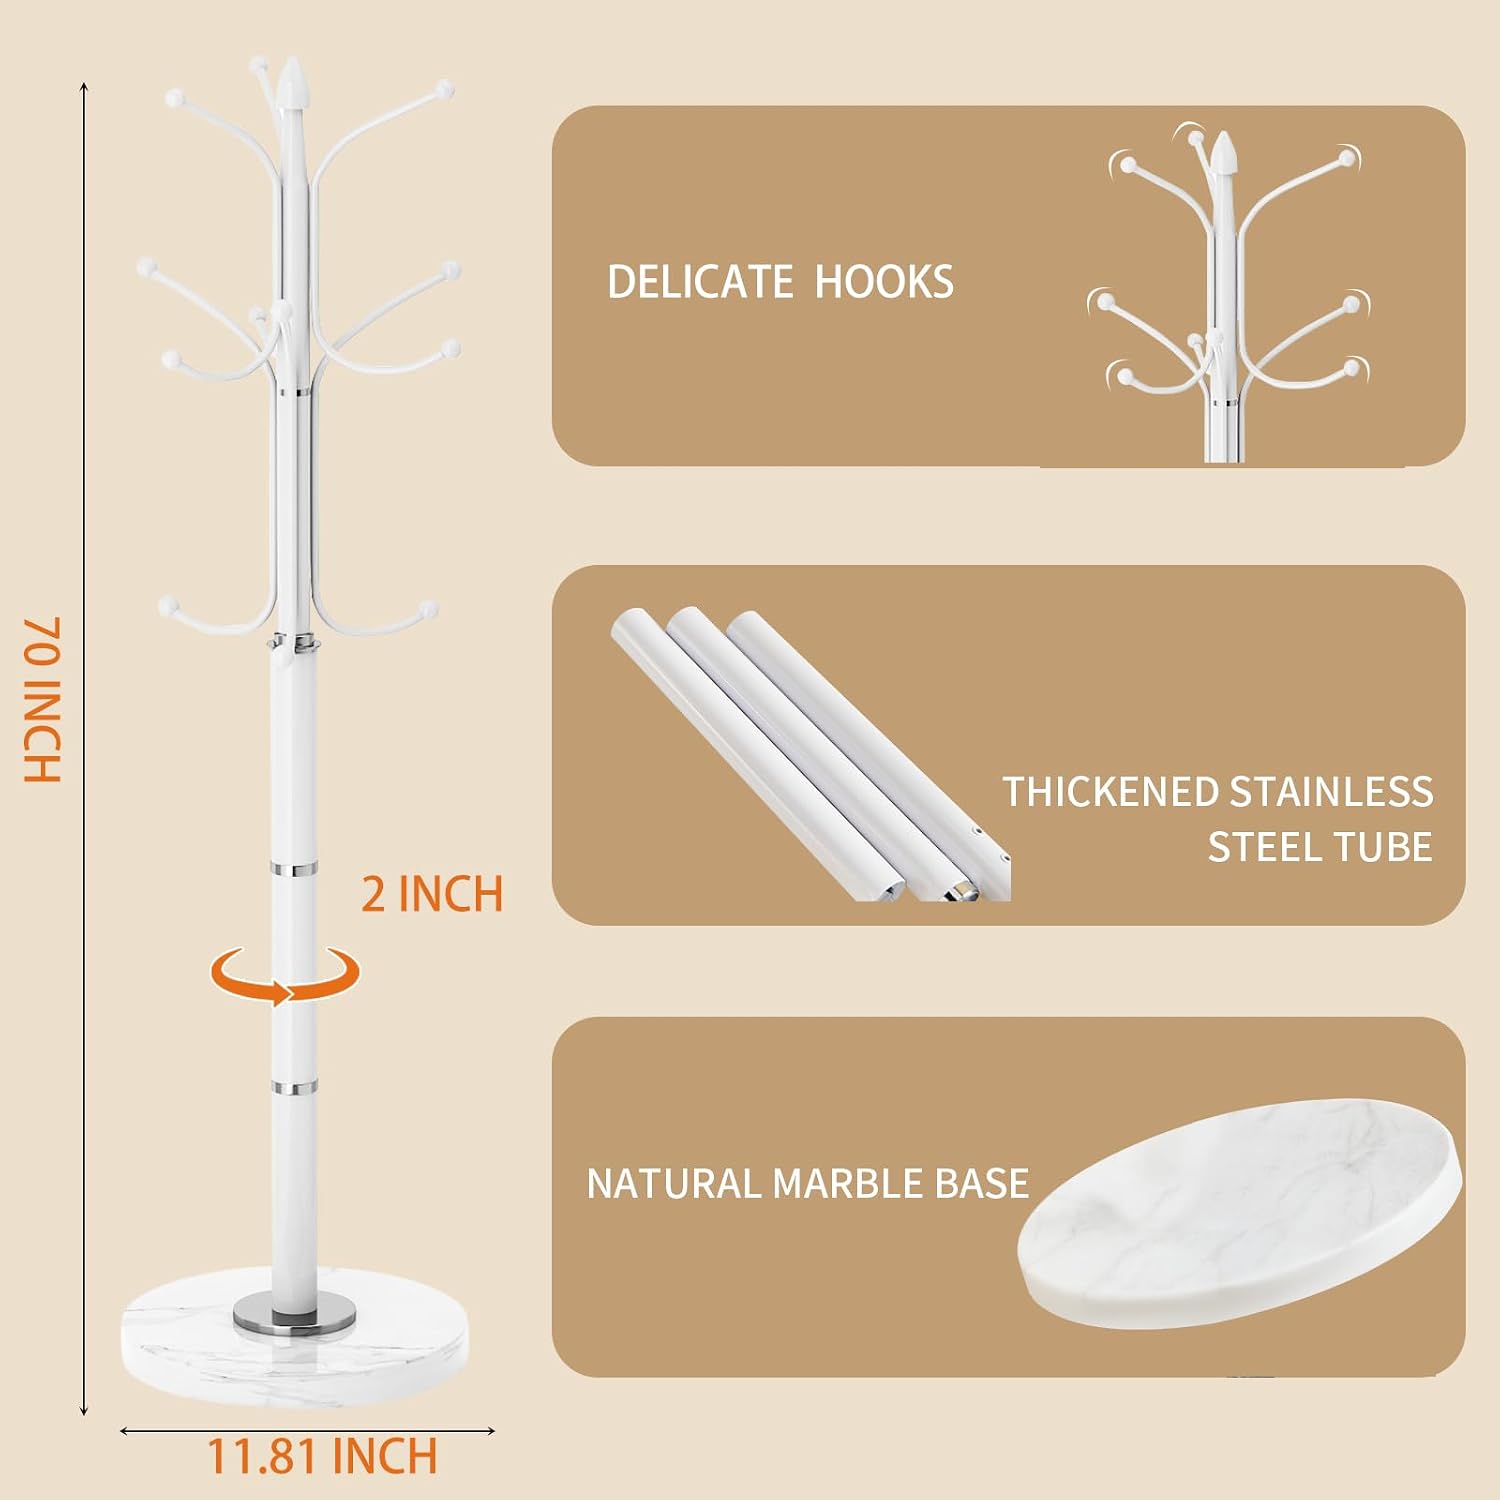 DELICATE HOOKS
70 INCH
THICKENED STAINLESS
STEEL TUBE
2 INCH
NATURAL MARBLE BASE
11.81 INCH